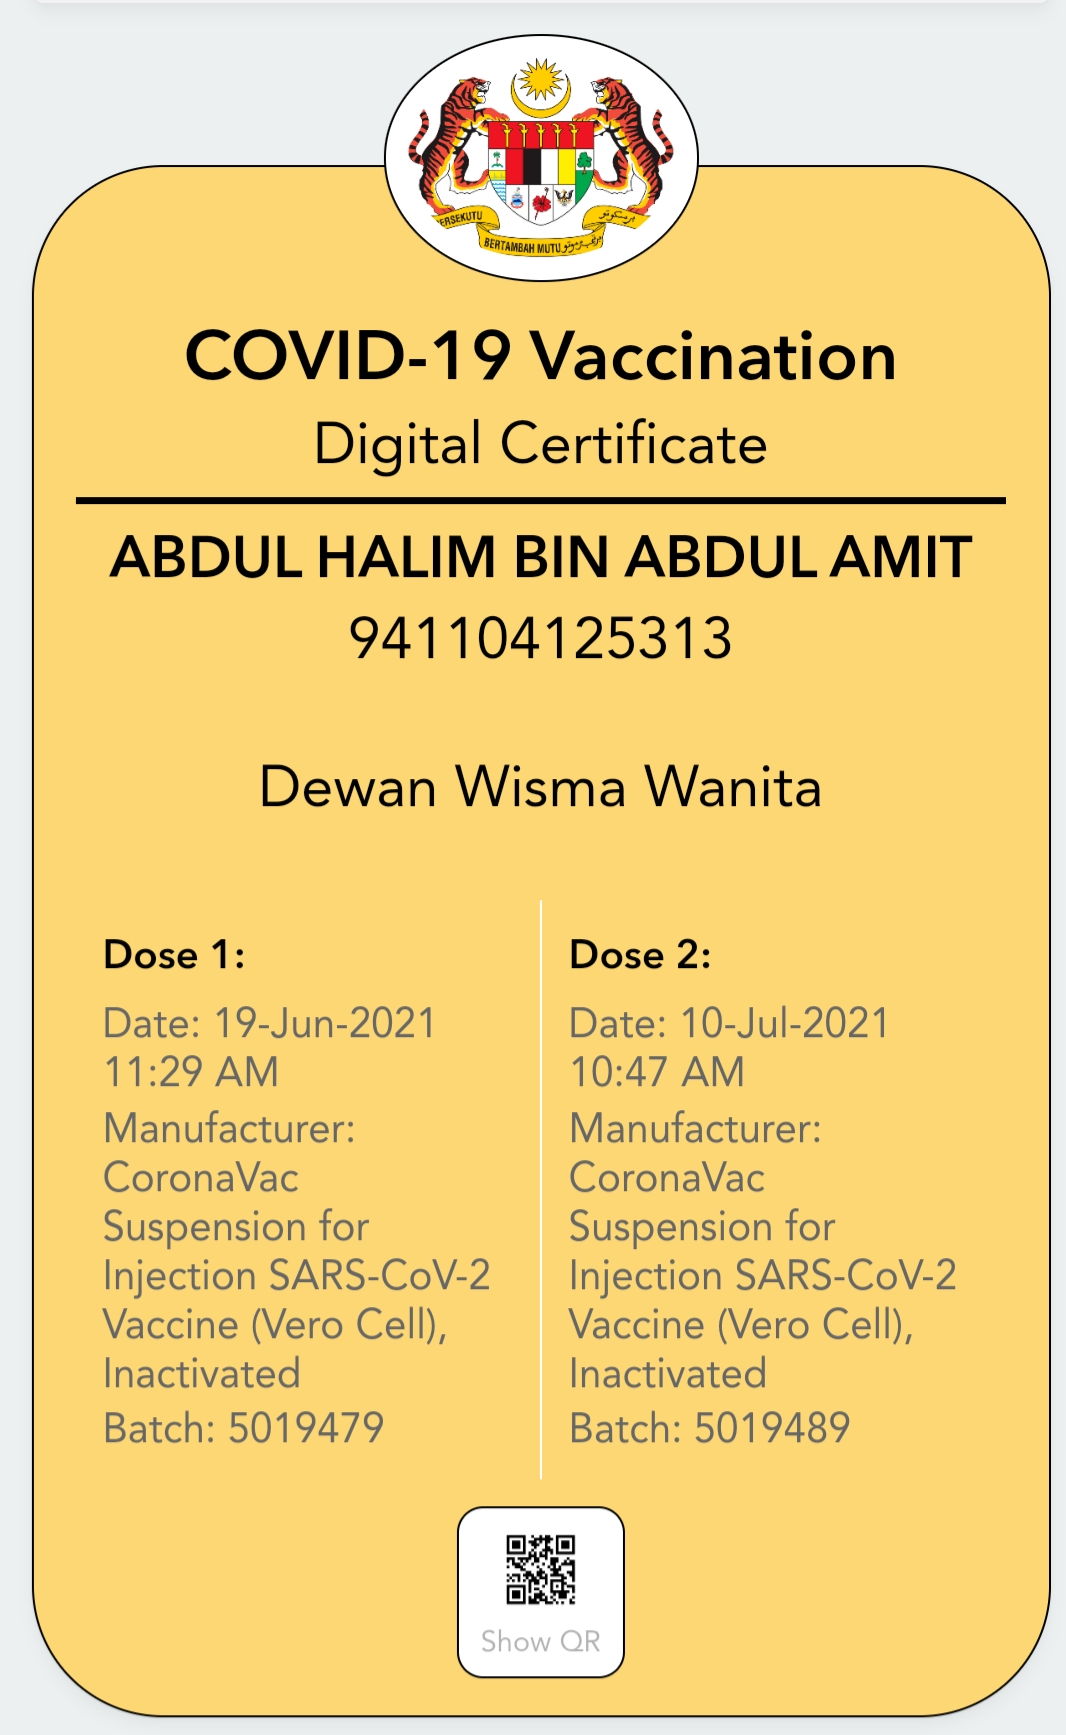 ERSEKUTU
BERTAMBAH MUTU
COVID-19 Vaccination
Digital Certificate
ABDUL HALIM BIN ABDUL AMIT
941104125313
Dewan Wisma Wanita
Dose 1:
Date: 19-Jun-2021
11:29 AM
Manufacturer:
CoronaVac
Suspension for
Injection SARS-CoV-2
Vaccine (Vero Cell),
Inactivated
Batch: 5019479
Dose 2:
Date: 10-Jul-2021
10:47 AM
Manufacturer:
CoronaVac
Suspension for
Injection SARS-CoV-2
Vaccine (Vero Cell),
Inactivated
Batch: 5019489
Show QR